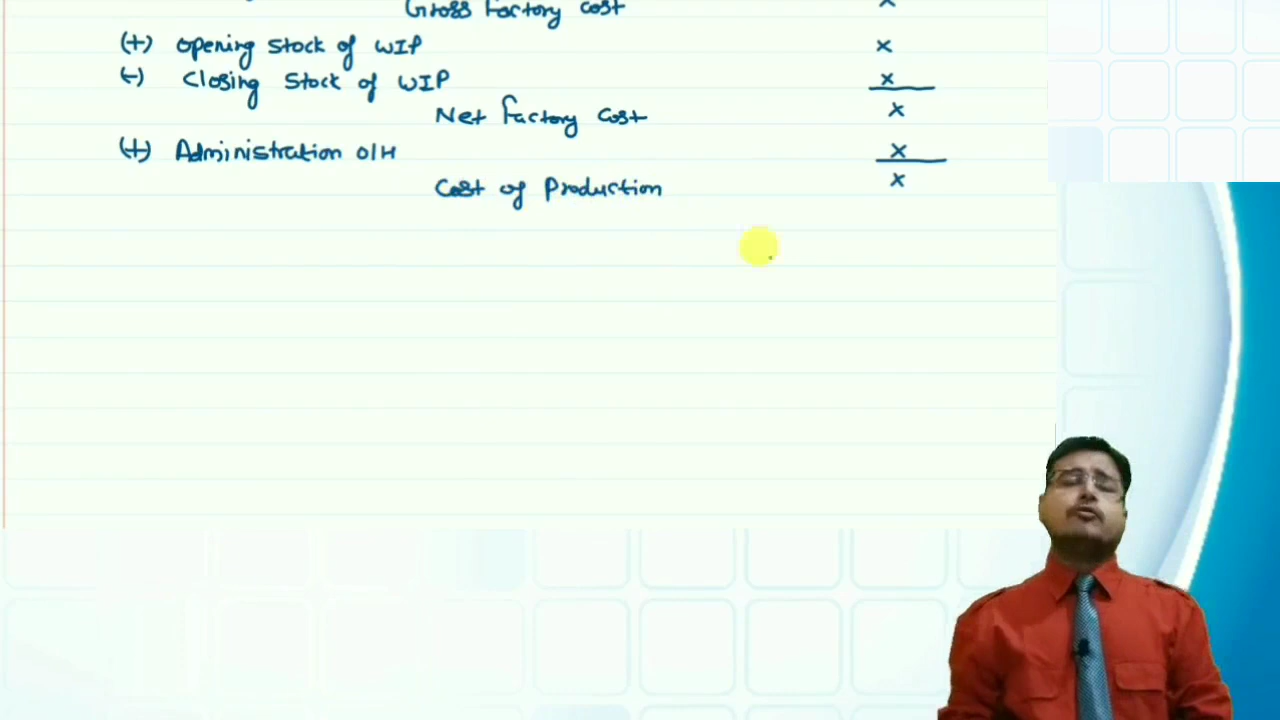 Gross Factory Cost x
(+) Opening Stock of WIP x
(-) Closing Stock of WIP x
Net Factory Cost x
(+) Administration O/H x
Cost of Production x